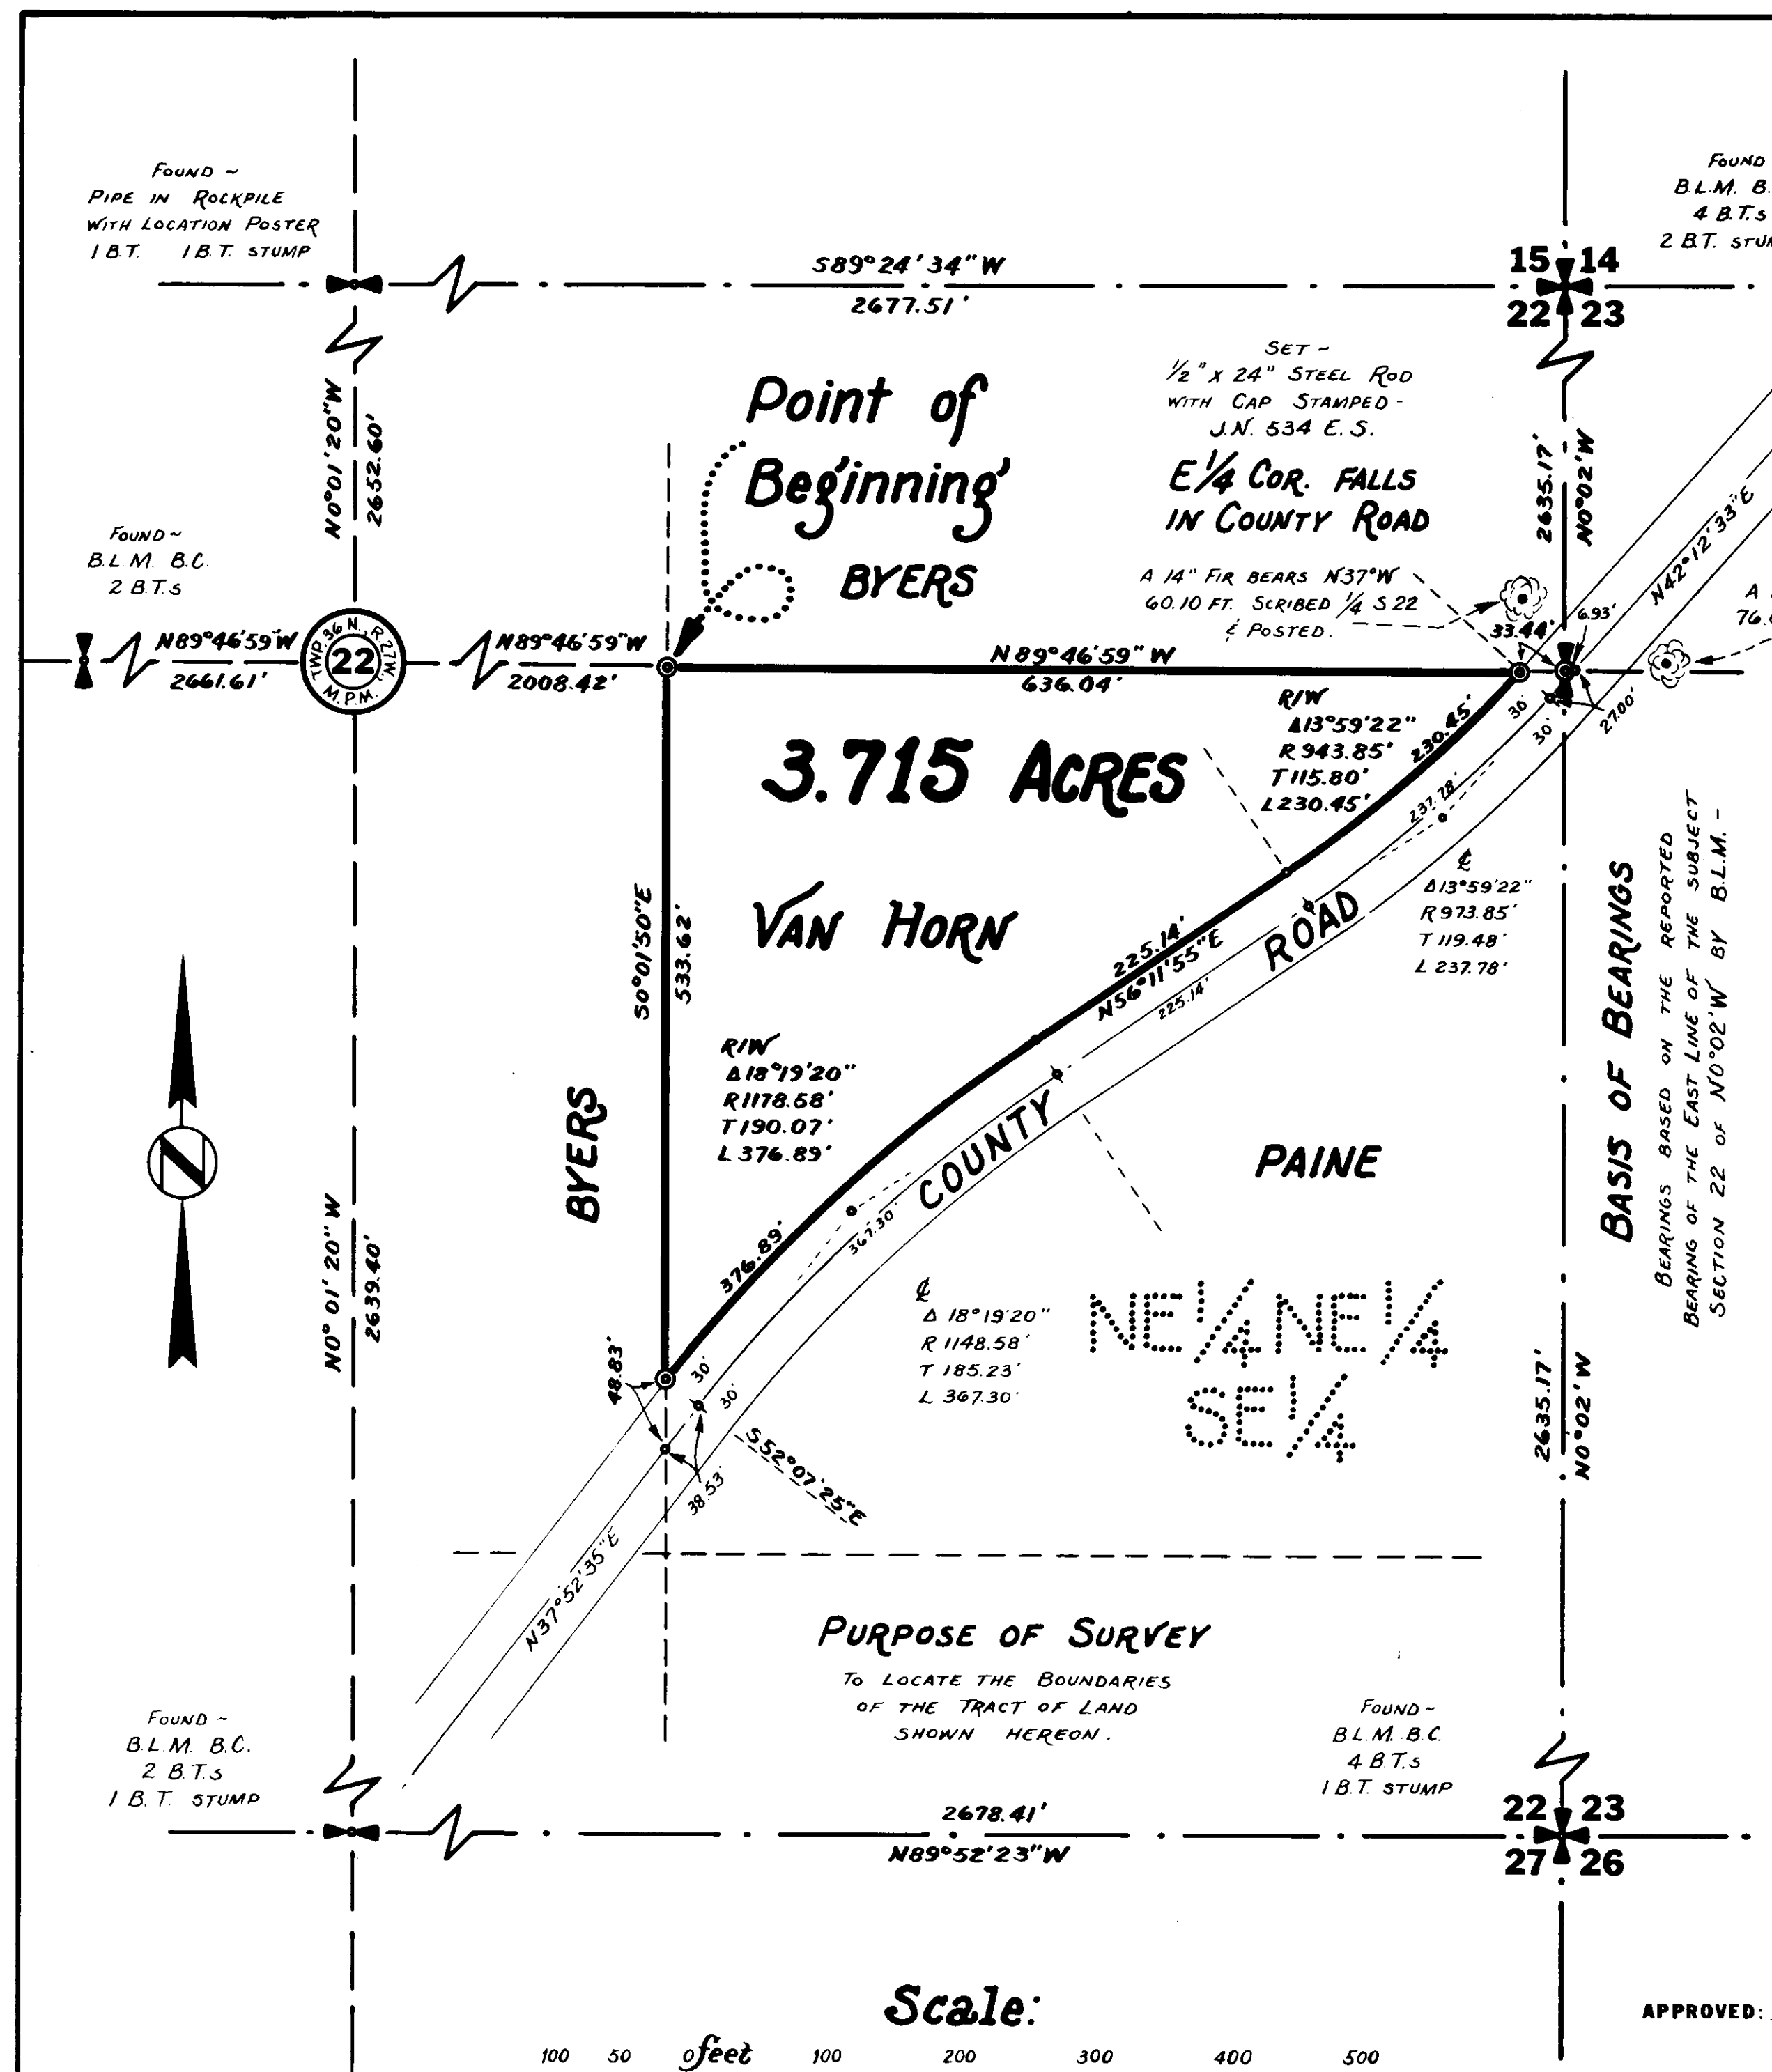 FOUND ~
PIPE IN ROCKPILE
WITH LOCATION POSTER
1 B.T. 1 B.T. STUMP
S89°24'34"W
2677.51'
15 14
22 23
FOUND
B.L.M. B.
4 B.T.s
2 B.T.
N0°01'20"W
2652.60'
Point of
Beginning
SET ~
1/2" X 24" STEEL ROD
WITH CAP STAMPED -
J.N. 534 E.S.
E 1/4 COR. FALLS
IN COUNTY ROAD
2635.17'
N0°02'W
N42°12'33"E
FOUND ~
B.L.M. B.C.
2 B.T.s
BYERS
A 14" FIR BEARS N37°W
60.10 FT. SCRIBED 1/4 S 22
& POSTED.
33.44'
6.93'
A
N89°46'59"W
2661.61'
TWP. 36 N., R. 27W.
22
M.P.M.
N89°46'59"W
2008.42'
N89°46'59"W
636.04'
30'
30'
27.00'
R/W
Δ13°59'22"
R 943.85'
T 115.80'
L 230.45'
230.45'
237.78'
3.715 ACRES
VAN HORN
S0°01'50"E
533.62'
225.14'
N56°11'55"E
225.14'
COUNTY ROAD
℄
Δ13°59'22"
R 973.85'
T 119.48'
L 237.78'
BASIS OF BEARINGS
BEARINGS BASED ON THE REPORTED
BEARING OF THE EAST LINE OF THE SUBJECT
SECTION 22 OF N0°02'W BY B.L.M. -
N
R/W
Δ18°19'20"
R1178.58'
T190.07'
L 376.89'
BYERS
PAINE
376.89'
367.30'
℄
Δ 18°19'20"
R 1148.58'
T 185.23'
L 367.30'
NE1/4NE1/4
SE1/4
N0°01'20"W
2639.40'
48.83'
30'
30'
38.53'
S52°07'25"E
2635.17'
N0°02'W
N37°52'35"E
PURPOSE OF SURVEY
TO LOCATE THE BOUNDARIES
OF THE TRACT OF LAND
SHOWN HEREON.
FOUND ~
B.L.M. B.C.
2 B.T.s
1 B.T. STUMP
FOUND ~
B.L.M. B.C.
4 B.T.s
1 B.T. STUMP
2678.41'
N89°52'23"W
22 23
27 26
Scale:
100 50 0 feet 100 200 300 400 500
APPROVED: